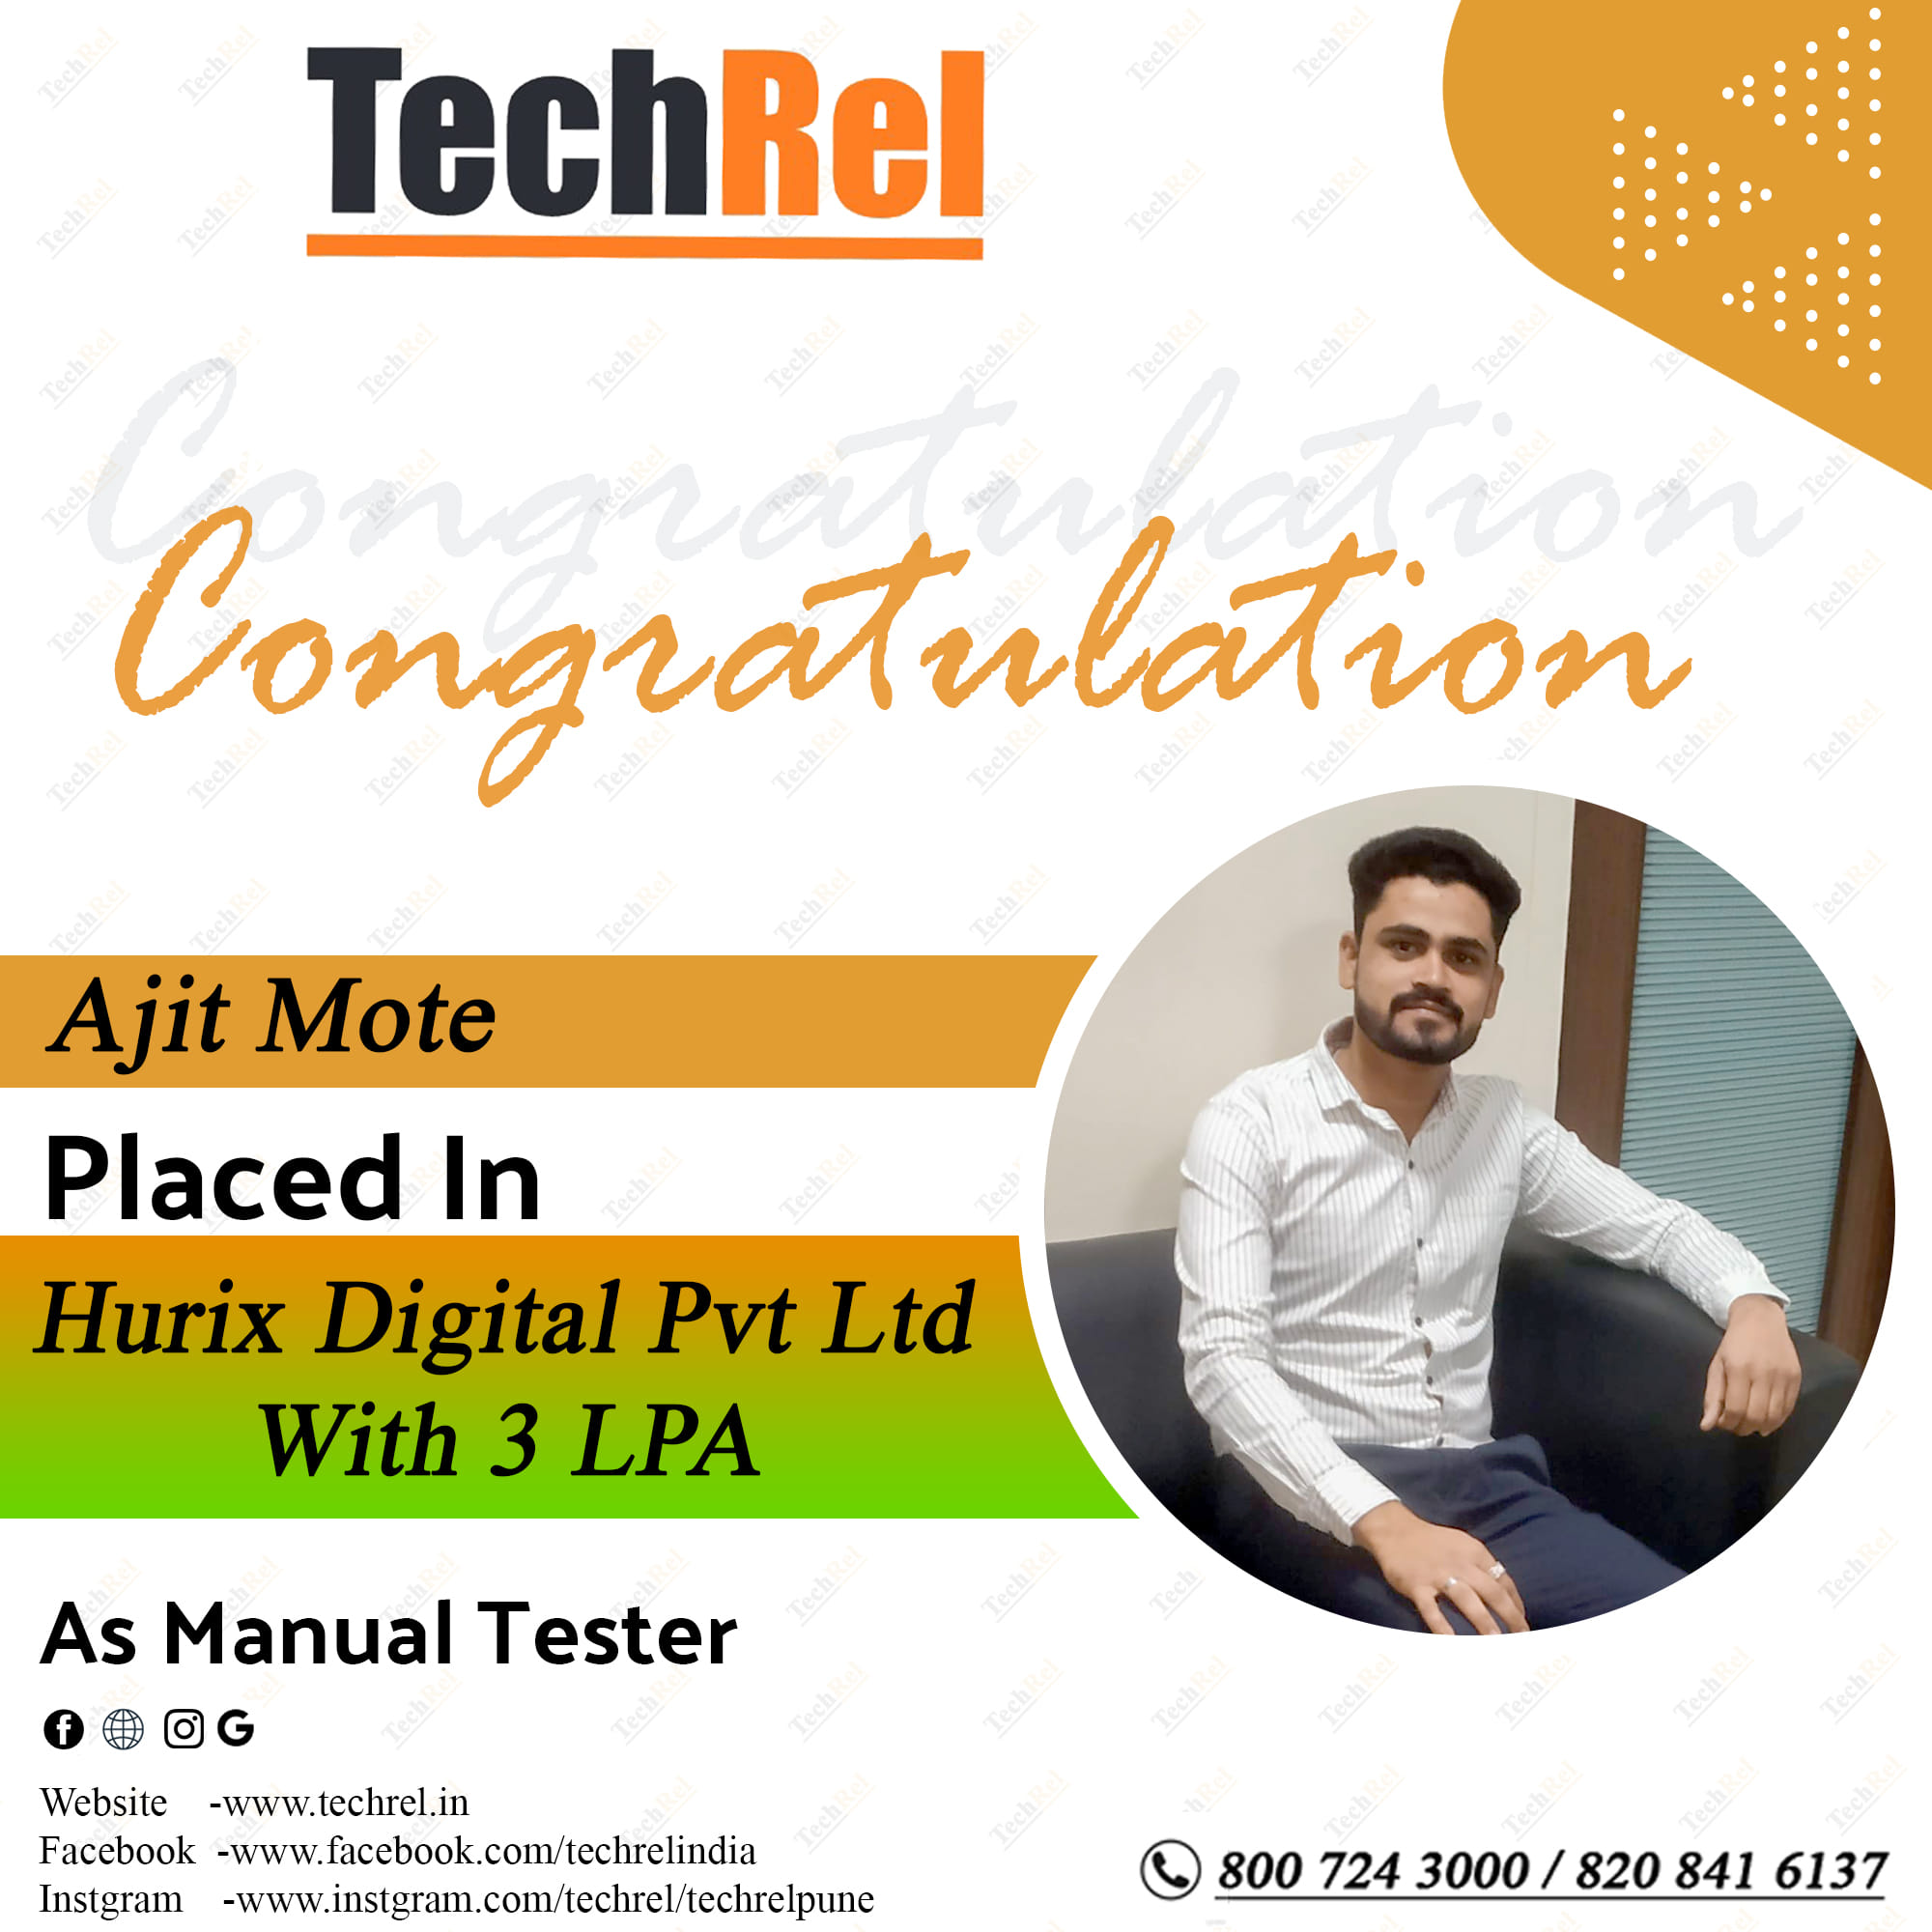 TechRel
Congratulation
Congratulation
Ajit Mote
Placed In
Hurix Digital Pvt Ltd
With 3 LPA
As Manual Tester
Website -www.techrel.in
Facebook -www.facebook.com/techrelindia
Instgram -www.instgram.com/techrel/techrelpune
800 724 3000 / 820 841 6137